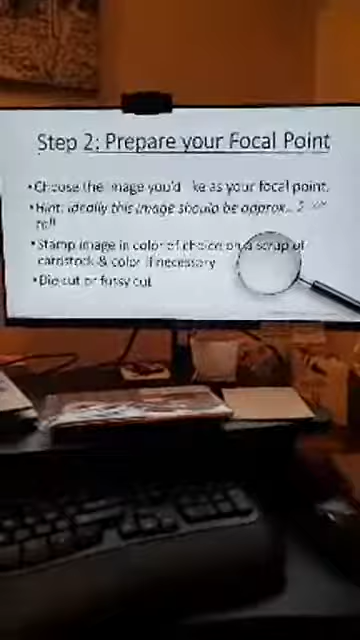 Step 2: Prepare your Focal Point
•Choose the image you'd like as your focal point.
•Hint: ideally this image should be approx..
tall
•Stamp image in color of choice on a scrap of
cardstock & color if necessary
•Die cut or fussy cut